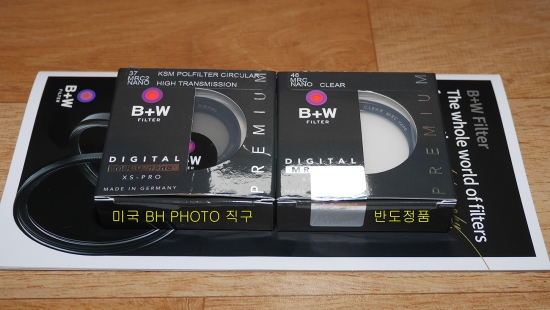 37
MRC2
NANO
KSM POLFILTER CIRCULAR
HIGH TRANSMISSION
B+W
FILTER
DIGITAL
XS-PRO
MADE IN GERMANY
PREMIUM
46
MRC
NANO
CLEAR
B+W
FILTER
DIGITAL
MR
PREMIUM
미국 BH PHOTO 직구
반도정품
B+W
FILTER
B+W Filter
The whole world of filters